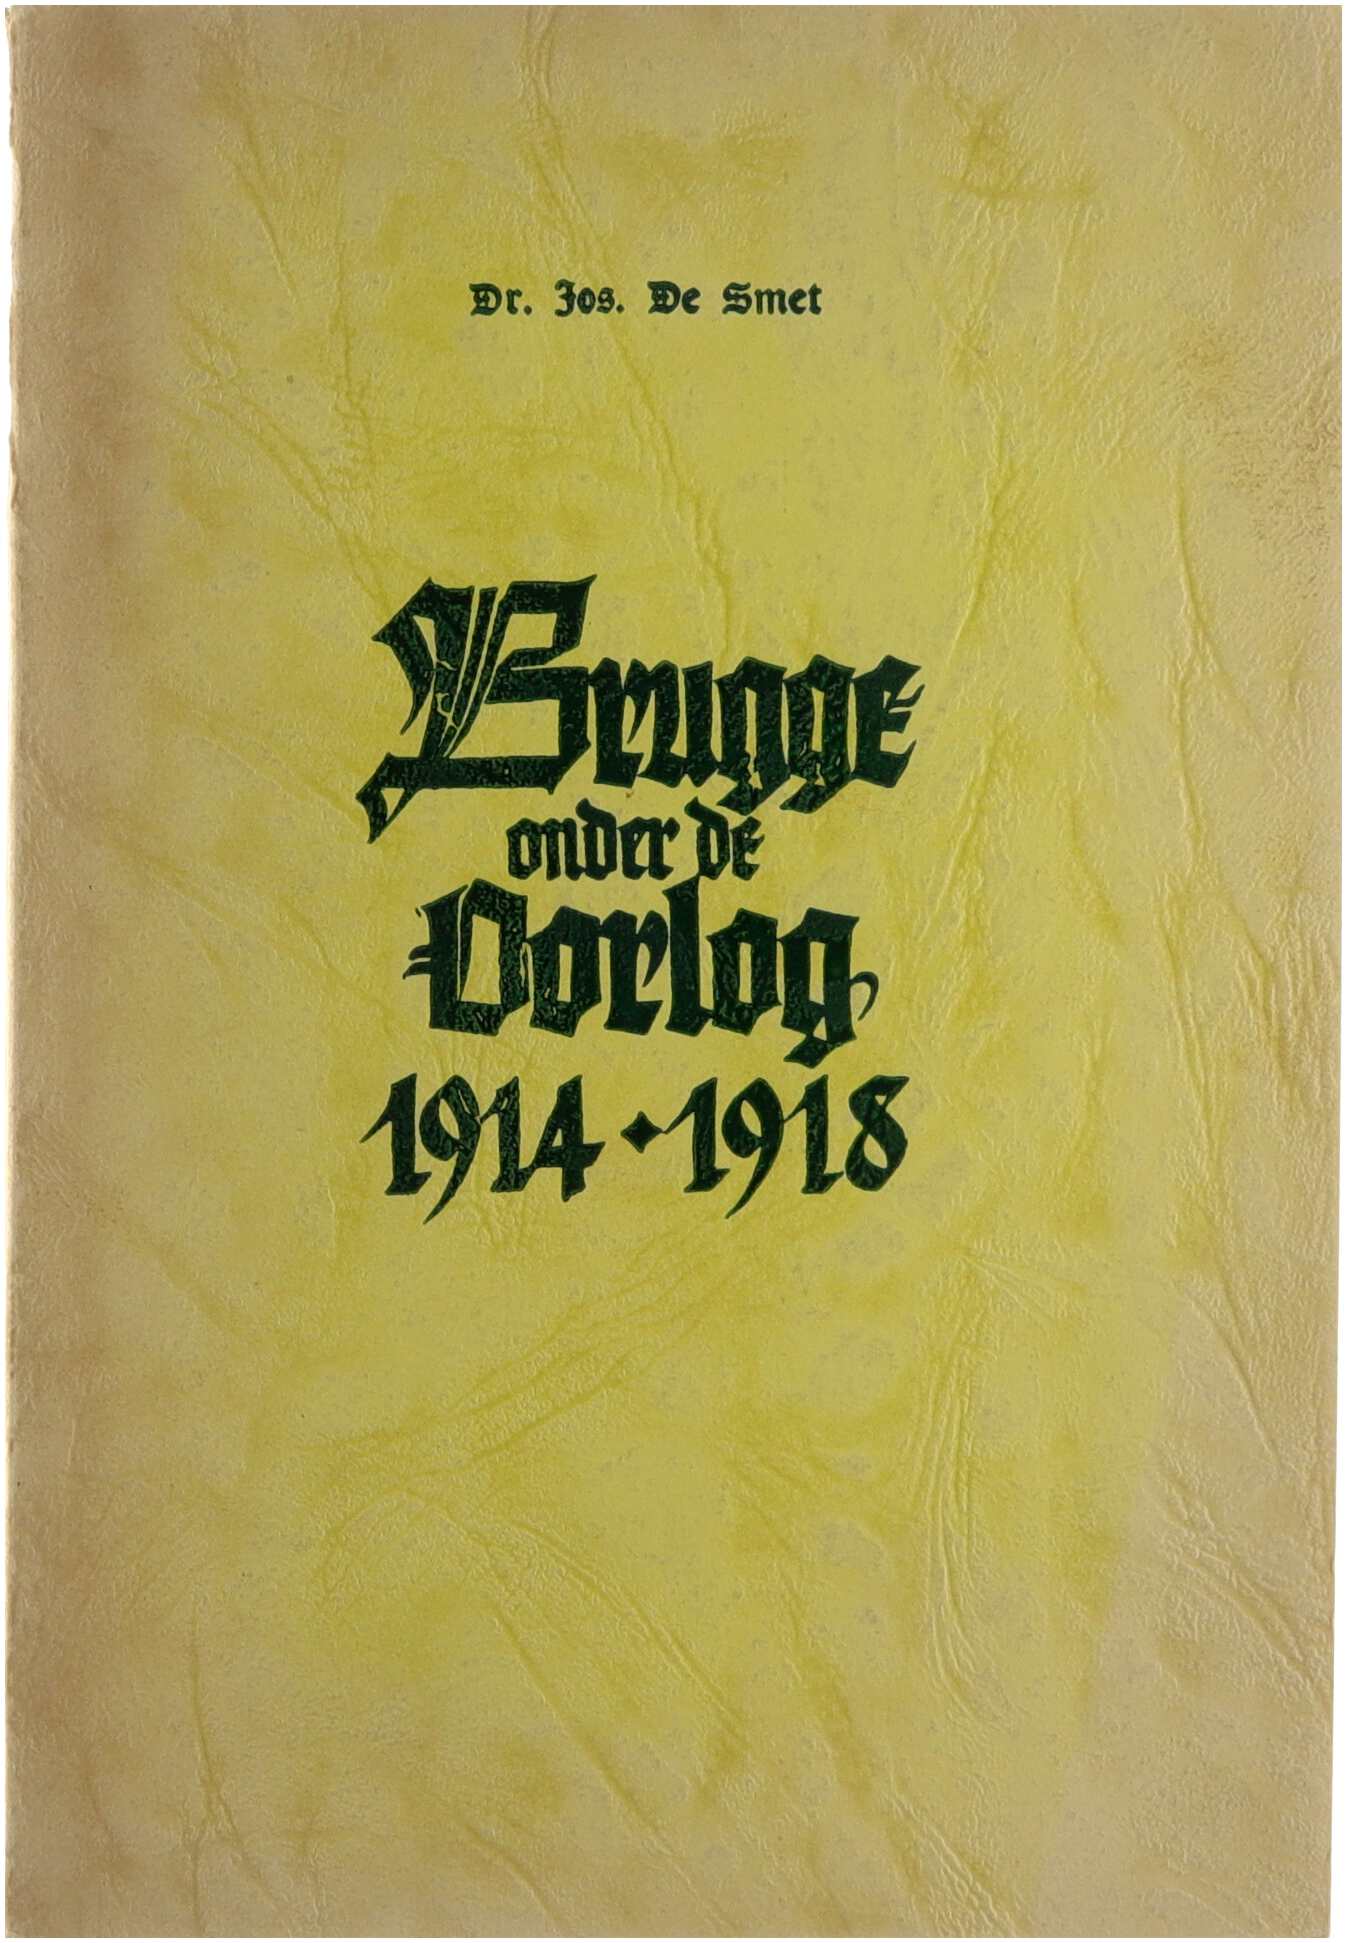 Dr. Jos. De Smet
Brugge
onder de
Oorlog
1914 • 1918